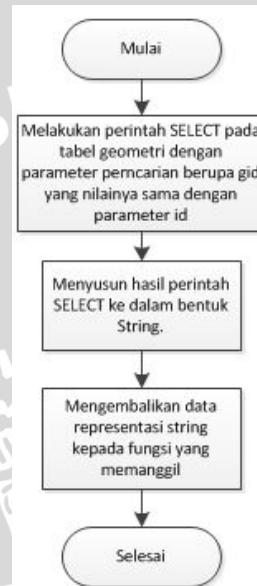 Mulai
Melakukan perintah SELECT pada
tabel geometri dengan
parameter perncarian berupa gid
yang nilainya sama dengan
parameter id
Menyusun hasil perintah
SELECT ke dalam bentuk
String.
Mengembalikan data
representasi string
kepada fungsi yang
memanggil
Selesai